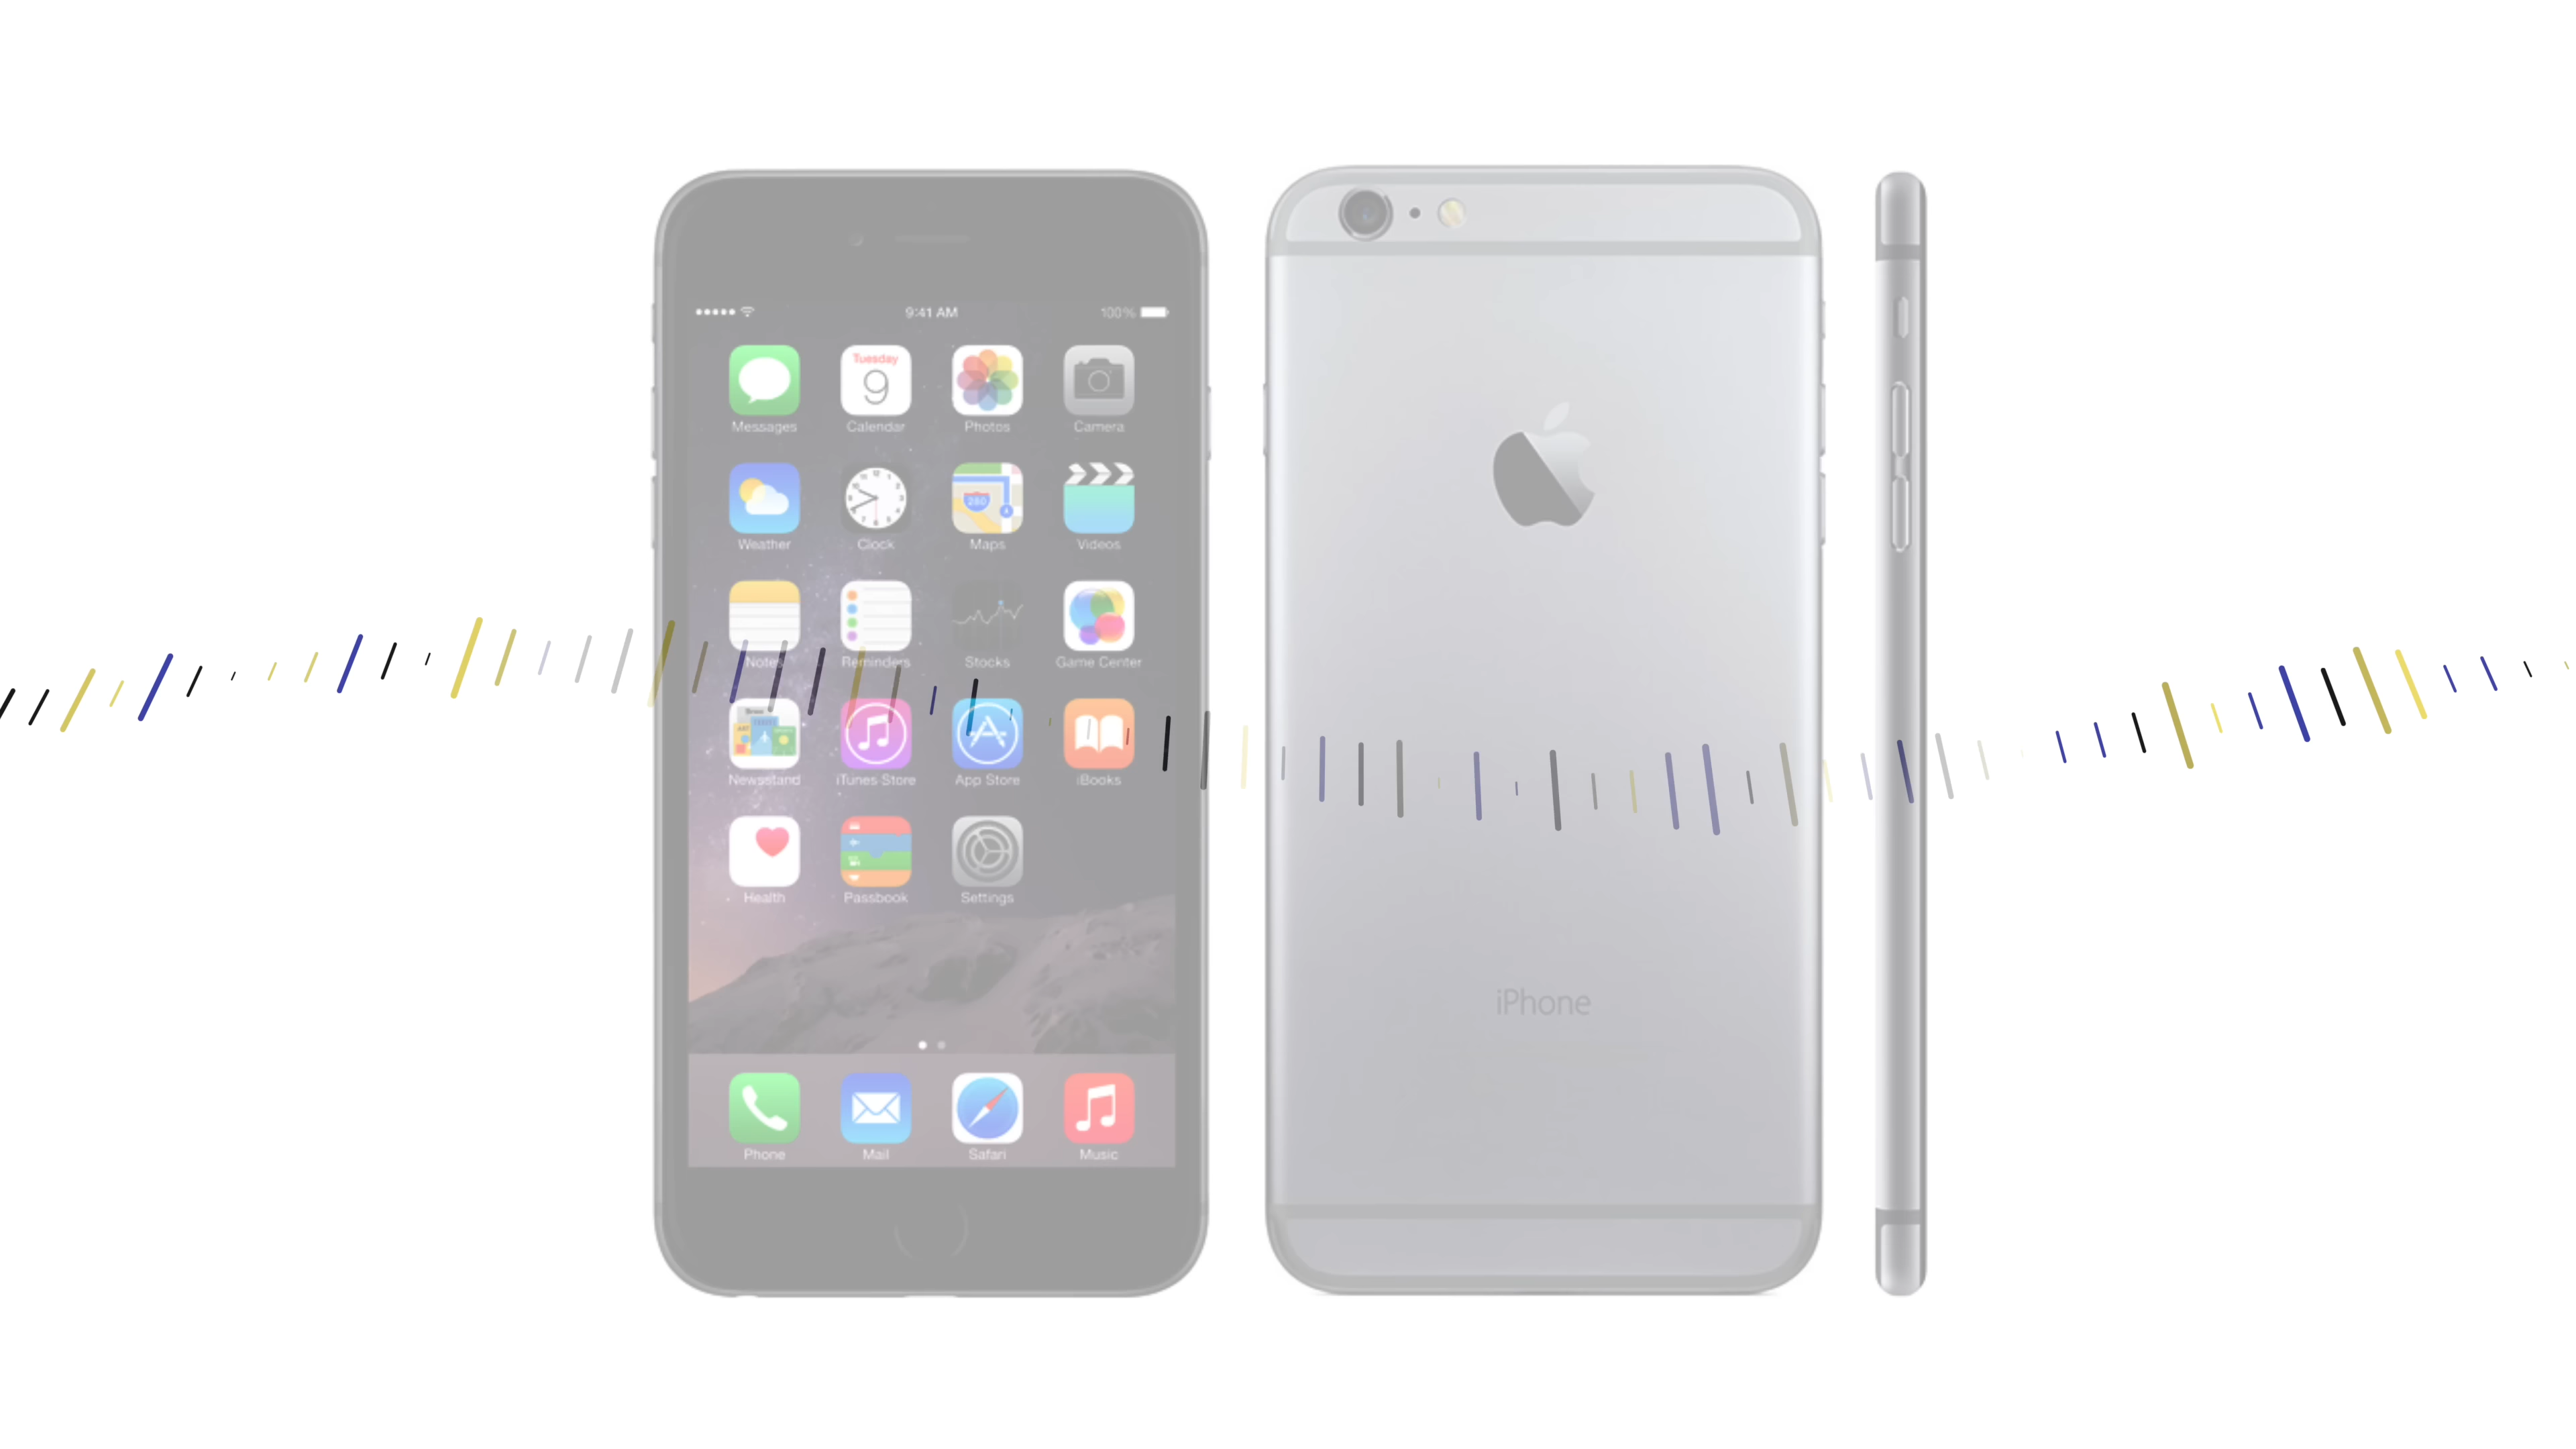 9:41 AM 100%
Tuesday
9
Messages Calendar Photos Camera
280
Weather Clock Maps Videos
Notes Reminders Stocks Game Center
Newsstand iTunes Store App Store iBooks
Health Passbook Settings
Phone Mail Safari Music
iPhone